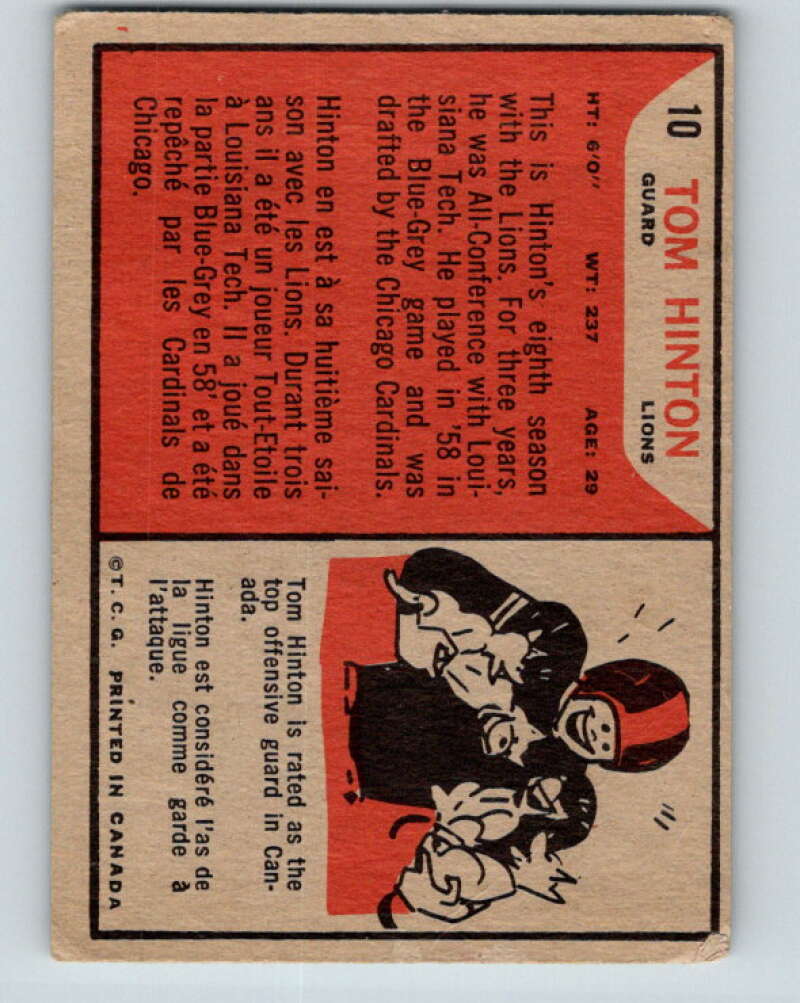 10 TOM HINTON
GUARD LIONS
HT: 6'0" WT: 237 AGE: 29
This is Hinton's eighth season
with the Lions. For three years,
he was All-Conference with Loui-
siana Tech. He played in '58 in
the Blue-Grey game and was
drafted by the Chicago Cardinals.
Hinton en est à sa huitième sai-
son avec les Lions. Durant trois
ans il a été un joueur Tout-Etoile
à Louisiana Tech. Il a joué dans
la partie Blue-Grey en 58' et a été
repêché par les Cardinals de
Chicago.
Tom Hinton is rated as the
top offensive guard in Can-
ada.
Hinton est considéré l'as de
la ligue comme garde à
l'attaque.
©T.C.G. PRINTED IN CANADA